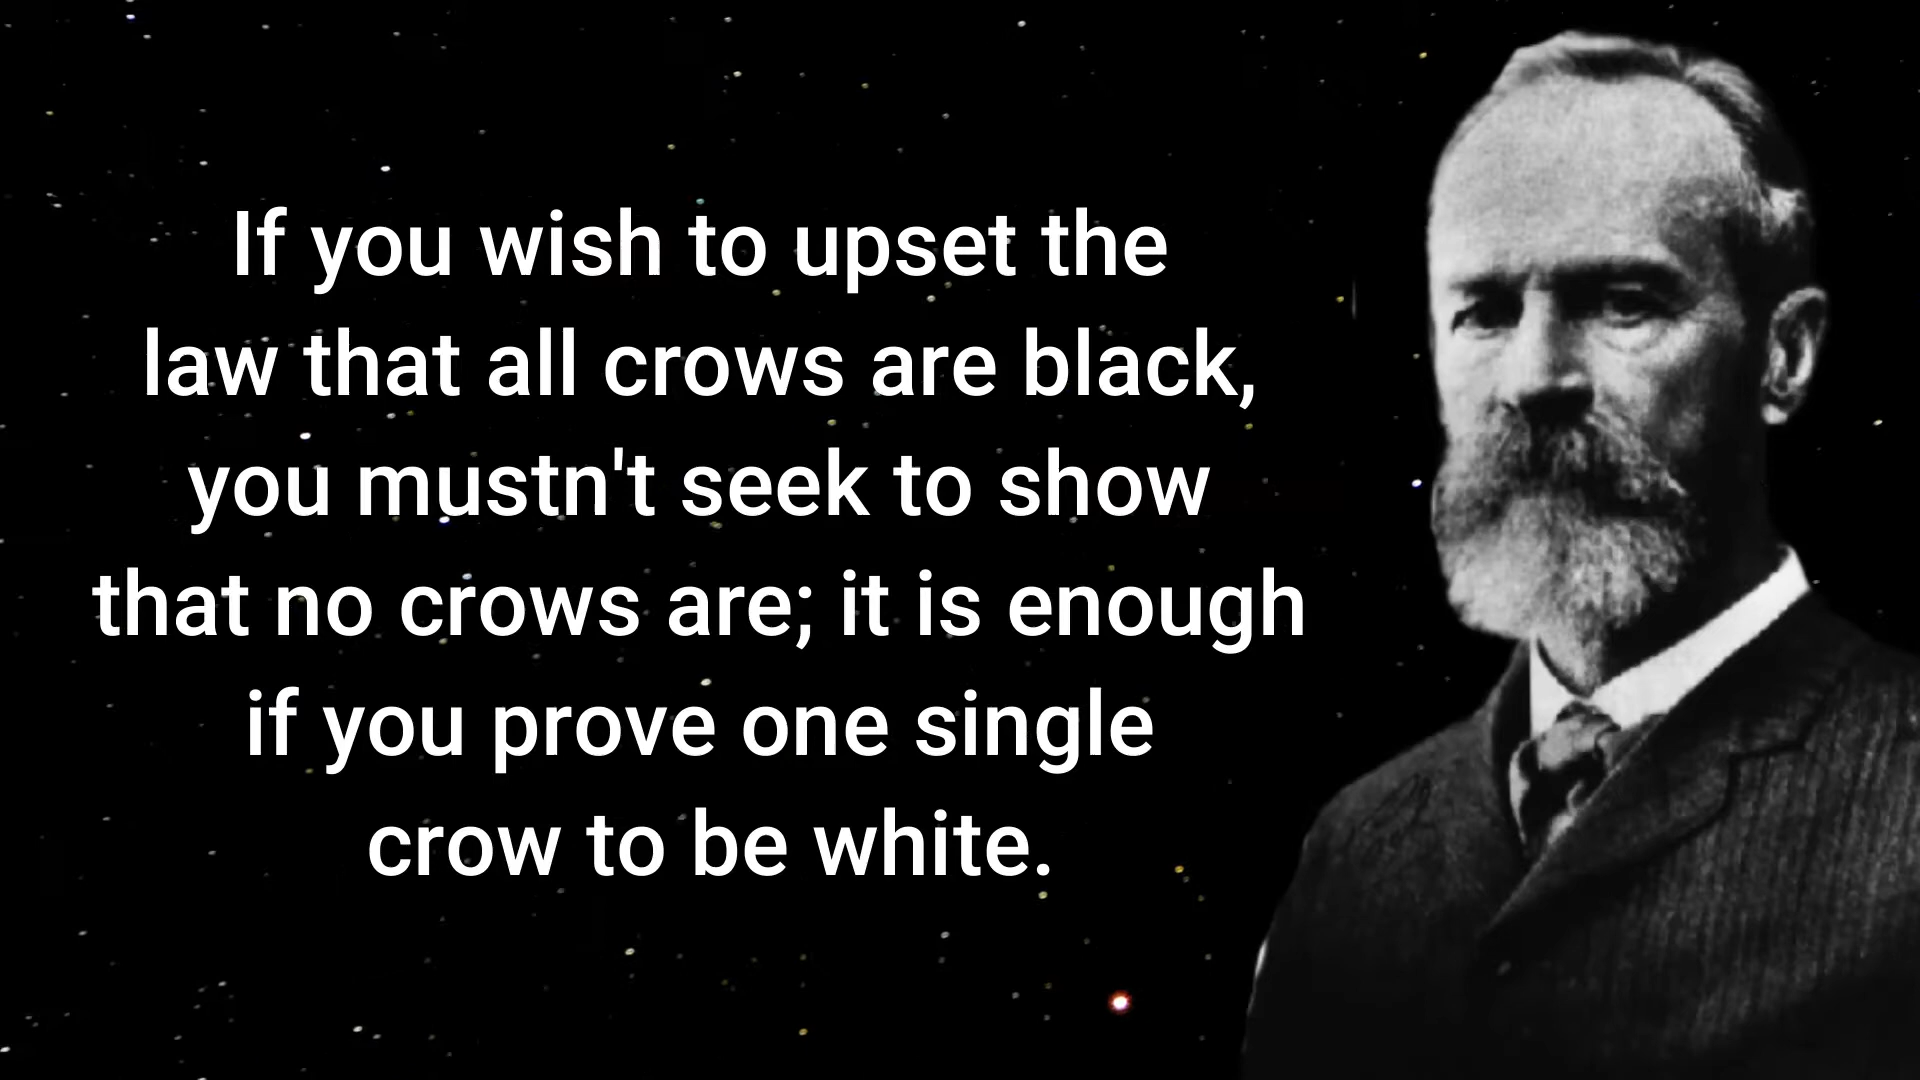 If you wish to upset the
law that all crows are black,
you mustn't seek to show
that no crows are; it is enough
if you prove one single
crow to be white.